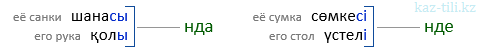 kaz-tili.kz
её санки шанасы
его рука қолы
нда
её сумка сөмкесі
его стол үстелі
нде